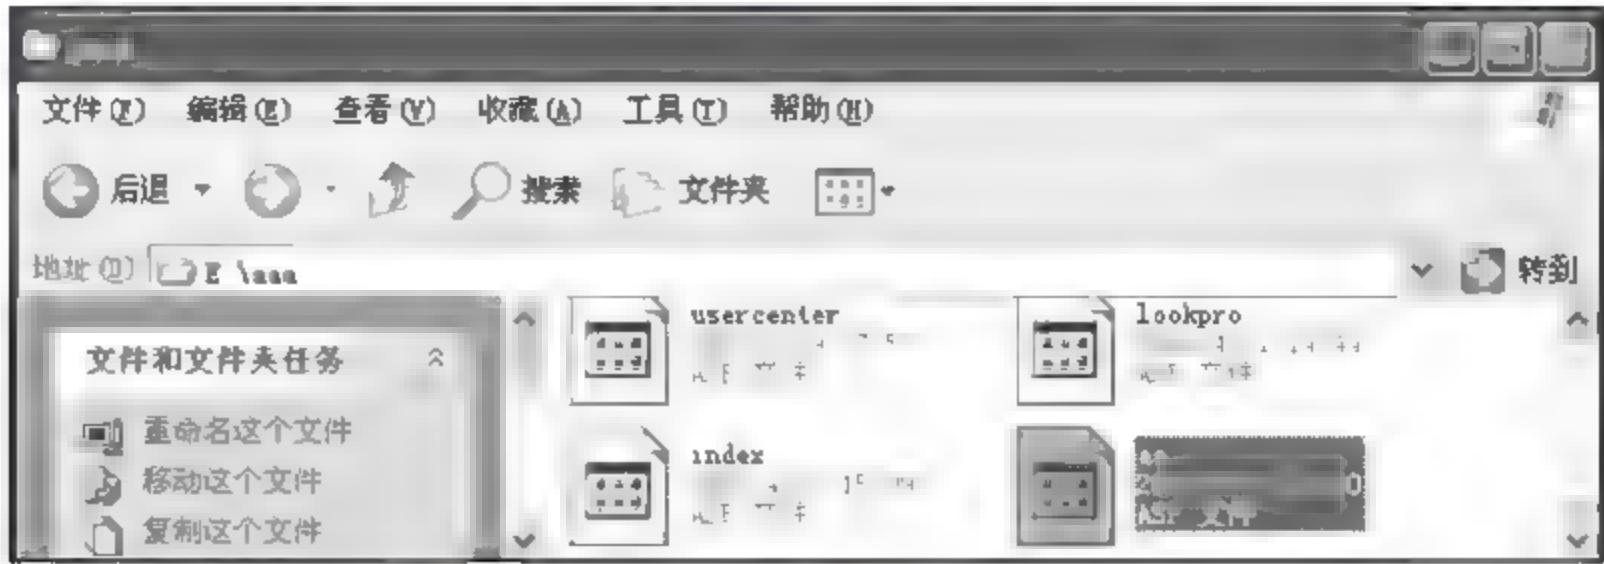 文件(F) 编辑(E) 查看(V) 收藏(A) 工具(T) 帮助(H)
后退 搜索 文件夹
地址(D) E \aaa 转到
usercenter lookpro
文件和文件夹任务
重命名这个文件
index
移动这个文件
复制这个文件